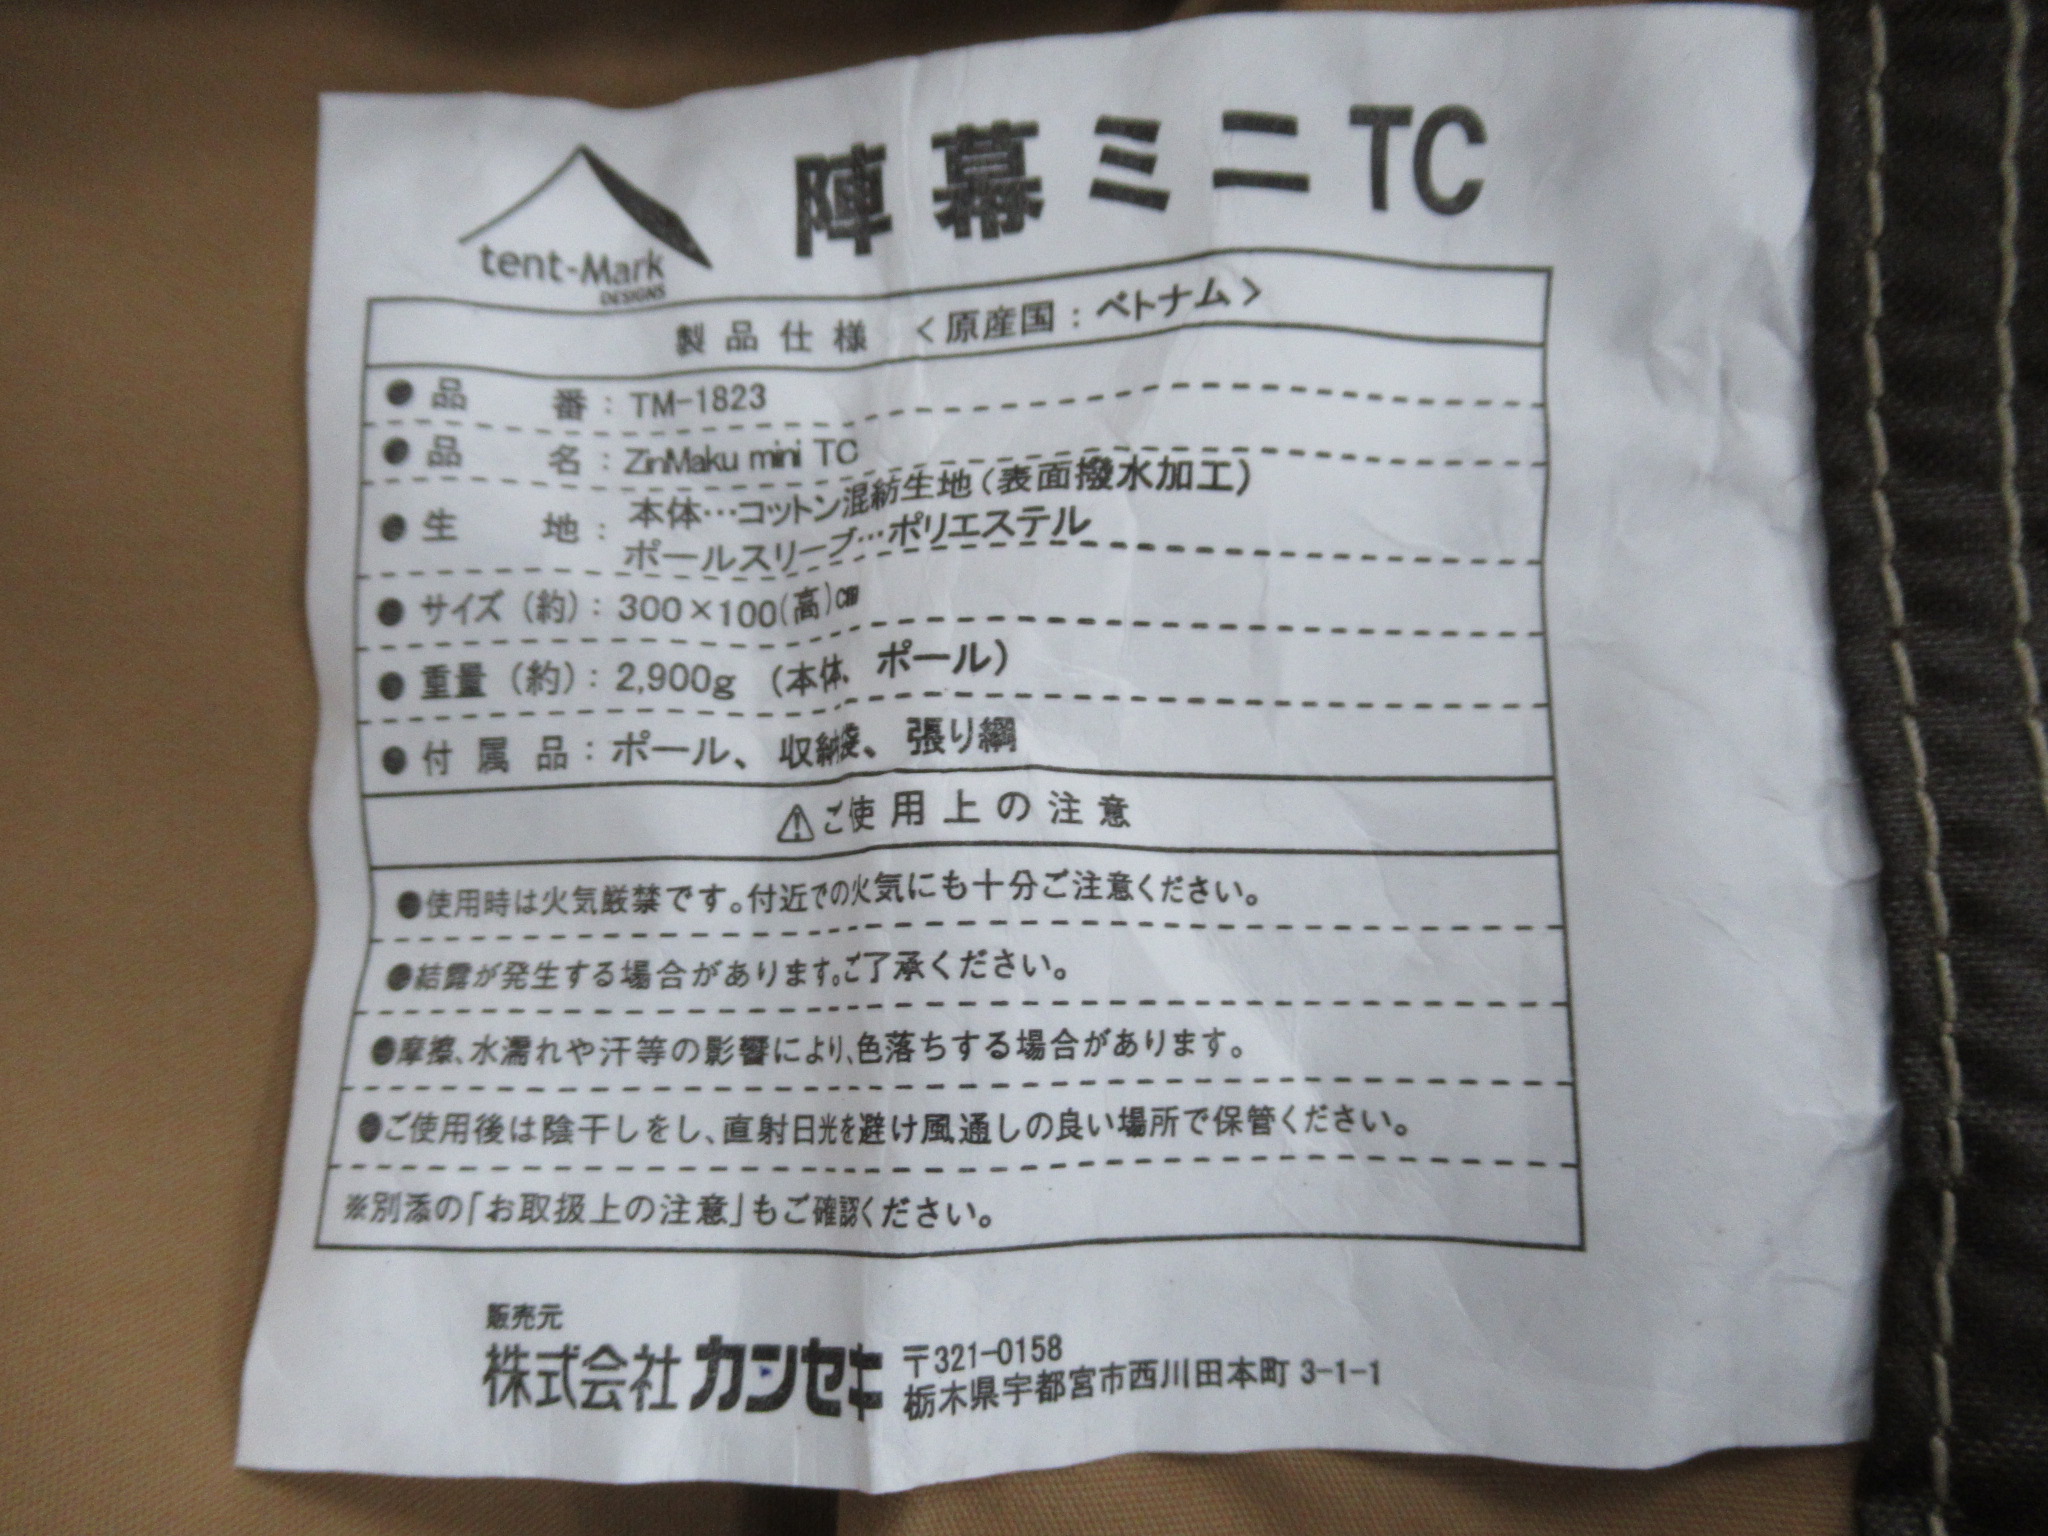 tent-Mark
DESIGNS
陣幕ミニTC
製品仕様 <原産国:ベトナム>
●品 番:TM-1823
●品 名:ZinMaku mini TC
●生 地:本体…コットン混紡生地(表面撥水加工)
ポールスリーブ…ポリエステル
●サイズ(約):300×100(高)cm
●重量(約):2,900g (本体、ポール)
●付属品:ポール、収納袋、張り綱
⚠ご使用上の注意
●使用時は火気厳禁です。付近での火気にも十分ご注意ください。
●結露が発生する場合があります。ご了承ください。
●摩擦、水濡れや汗等の影響により、色落ちする場合があります。
●ご使用後は陰干しをし、直射日光を避け風通しの良い場所で保管ください。
※別添の「お取扱上の注意」もご確認ください。
販売元
株式会社カンセキ 〒321-0158
栃木県宇都宮市西川田本町 3-1-1